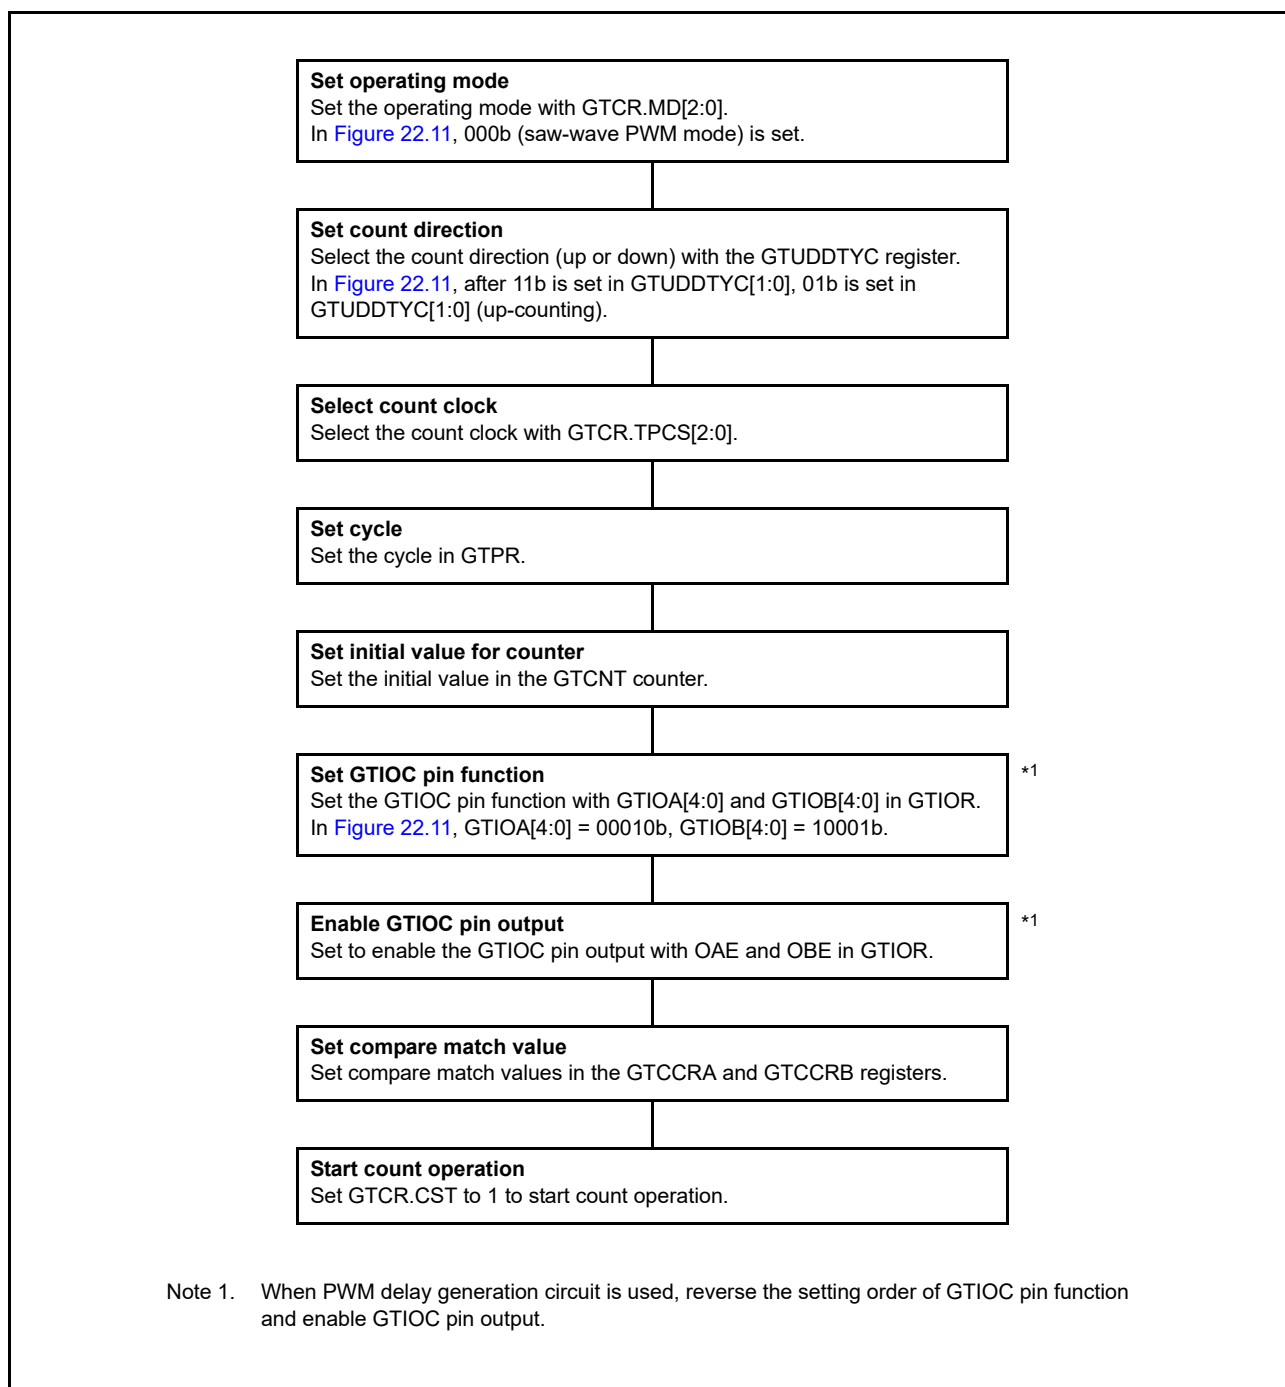 Set operating mode
Set the operating mode with GTCR.MD[2:0].
In Figure 22.11, 000b (saw-wave PWM mode) is set.
Set count direction
Select the count direction (up or down) with the GTUDDTYC register.
In Figure 22.11, after 11b is set in GTUDDTYC[1:0], 01b is set in
GTUDDTYC[1:0] (up-counting).
Select count clock
Select the count clock with GTCR.TPCS[2:0].
Set cycle
Set the cycle in GTPR.
Set initial value for counter
Set the initial value in the GTCNT counter.
Set GTIOC pin function *1
Set the GTIOC pin function with GTIOA[4:0] and GTIOB[4:0] in GTIOR.
In Figure 22.11, GTIOA[4:0] = 00010b, GTIOB[4:0] = 10001b.
Enable GTIOC pin output *1
Set to enable the GTIOC pin output with OAE and OBE in GTIOR.
Set compare match value
Set compare match values in the GTCCRA and GTCCRB registers.
Start count operation
Set GTCR.CST to 1 to start count operation.
Note 1. When PWM delay generation circuit is used, reverse the setting order of GTIOC pin function
and enable GTIOC pin output.